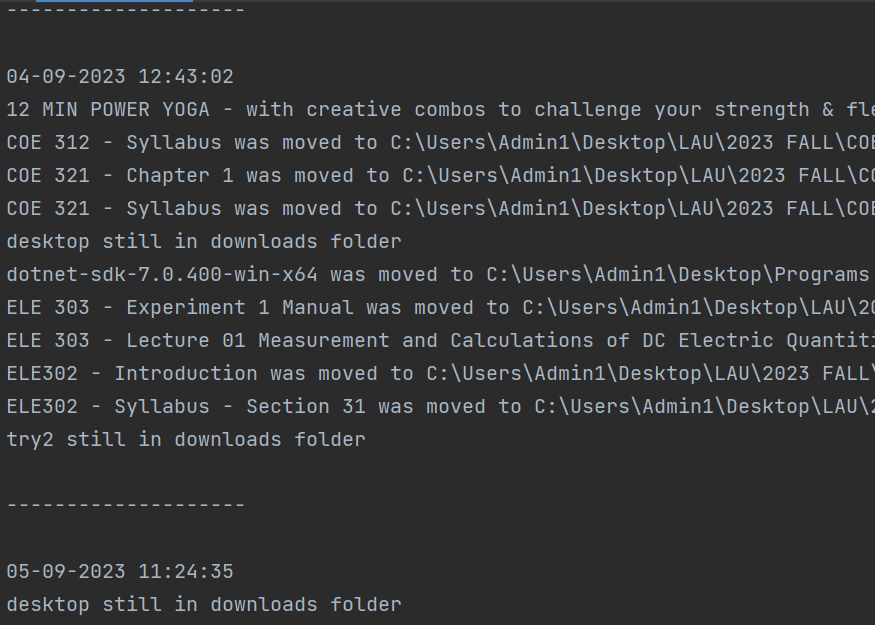 --------------------
04-09-2023 12:43:02
12 MIN POWER YOGA - with creative combos to challenge your strength & fle
COE 312 - Syllabus was moved to C:\Users\Admin1\Desktop\LAU\2023 FALL\COE
COE 321 - Chapter 1 was moved to C:\Users\Admin1\Desktop\LAU\2023 FALL\CO
COE 321 - Syllabus was moved to C:\Users\Admin1\Desktop\LAU\2023 FALL\COE
desktop still in downloads folder
dotnet-sdk-7.0.400-win-x64 was moved to C:\Users\Admin1\Desktop\Programs
ELE 303 - Experiment 1 Manual was moved to C:\Users\Admin1\Desktop\LAU\20
ELE 303 - Lecture 01 Measurement and Calculations of DC Electric Quantiti
ELE302 - Introduction was moved to C:\Users\Admin1\Desktop\LAU\2023 FALL\
ELE302 - Syllabus - Section 31 was moved to C:\Users\Admin1\Desktop\LAU\2
try2 still in downloads folder
--------------------
05-09-2023 11:24:35
desktop still in downloads folder